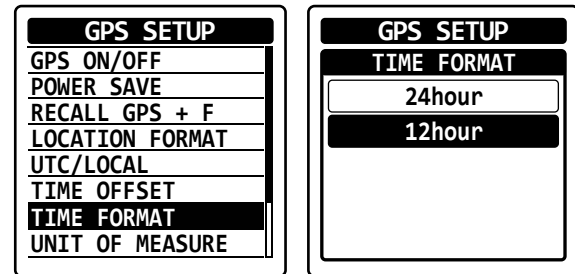 GPS SETUP
GPS ON/OFF
POWER SAVE
RECALL GPS + F
LOCATION FORMAT
UTC/LOCAL
TIME OFFSET
TIME FORMAT
UNIT OF MEASURE
GPS SETUP
TIME FORMAT
24hour
12hour